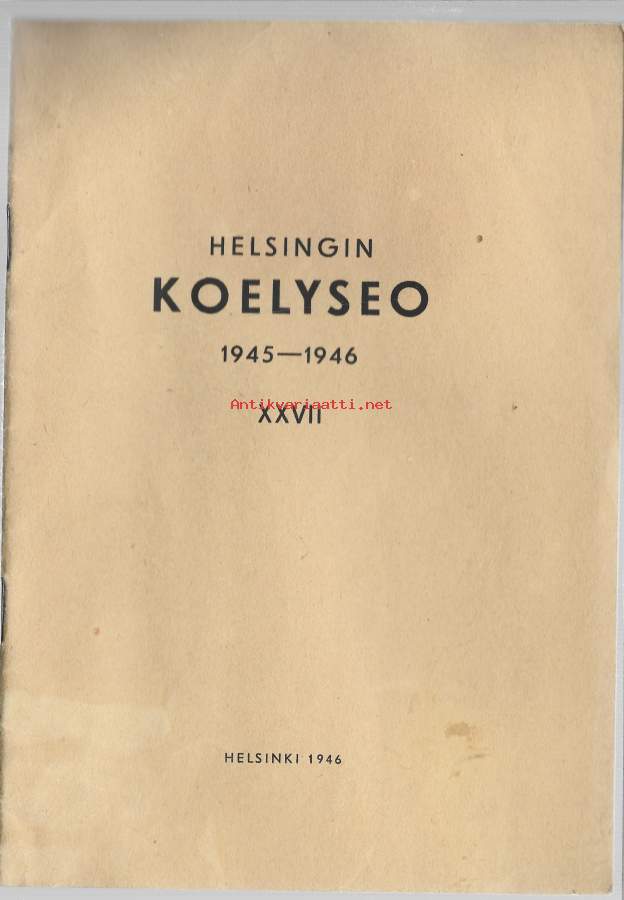 HELSINGIN
KOELYSEO
1945—1946
Antikvariaatti.net
XXVII
HELSINKI 1946